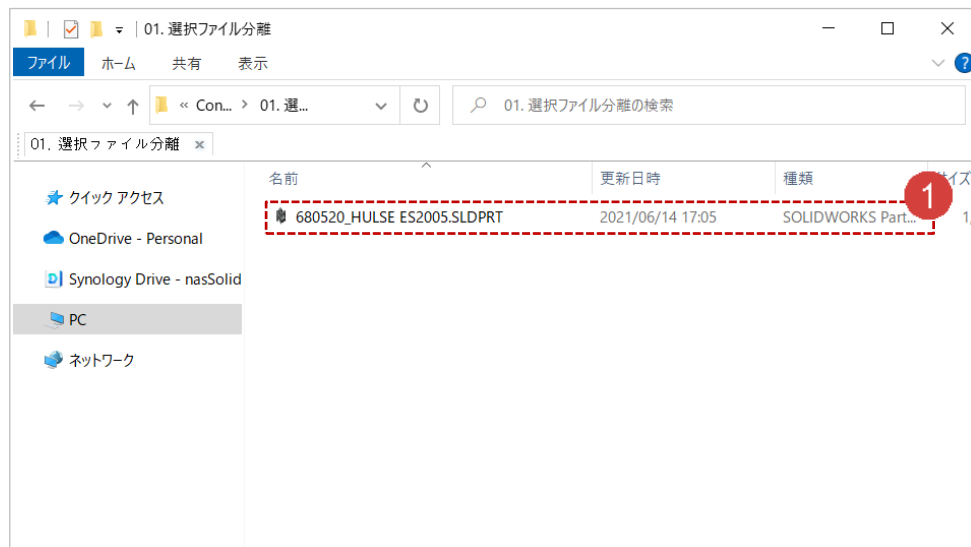 01. 選択ファイル分離
ファイル ホーム 共有 表示
« Con... › 01. 選... 01. 選択ファイル分離の検索
01. 選択ファイル分離
名前 更新日時 種類 サイズ
1
クイック アクセス
680520_HULSE ES2005.SLDPRT 2021/06/14 17:05 SOLIDWORKS Part... 1,
OneDrive - Personal
Synology Drive - nasSolid
PC
ネットワーク